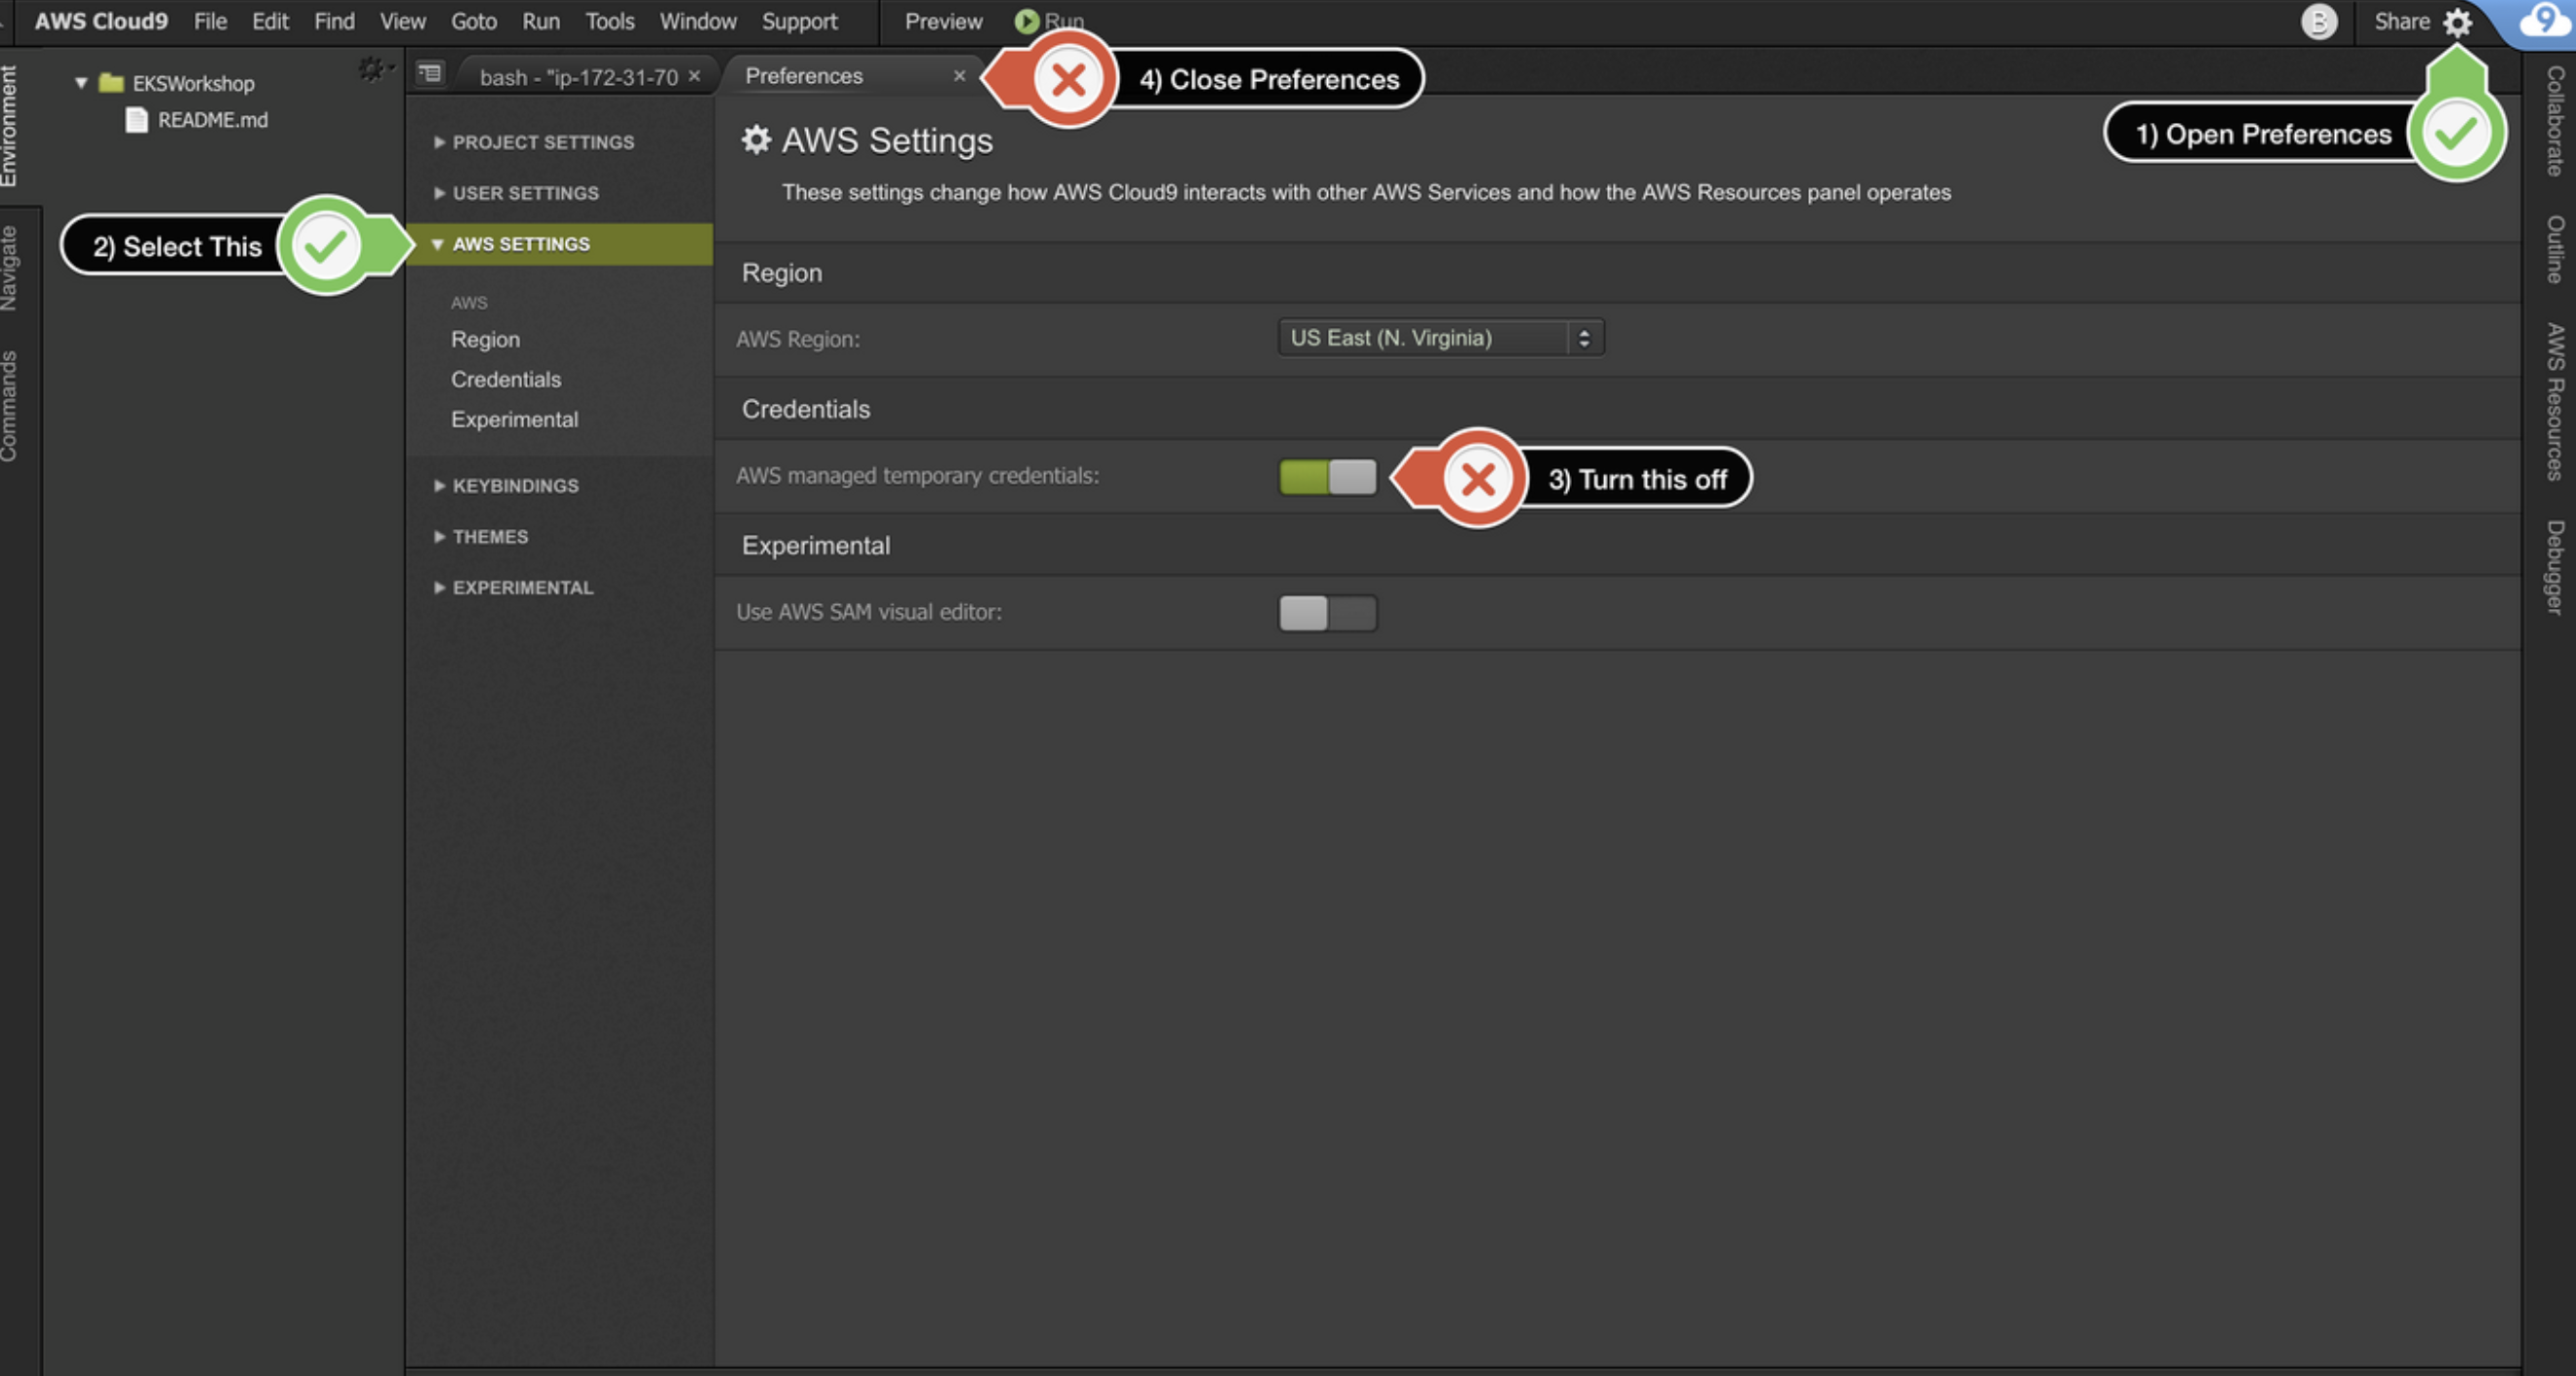 AWS Cloud9 File Edit Find View Goto Run Tools Window Support Preview Run B Share 9
Environment
Navigate
Commands
EKSWorkshop
README.md
bash - "ip-172-31-70 × Preferences ×
4) Close Preferences
1) Open Preferences
2) Select This
PROJECT SETTINGS
USER SETTINGS
AWS SETTINGS
AWS
Region
Credentials
Experimental
KEYBINDINGS
THEMES
EXPERIMENTAL
AWS Settings
These settings change how AWS Cloud9 interacts with other AWS Services and how the AWS Resources panel operates
Region
AWS Region: US East (N. Virginia)
Credentials
AWS managed temporary credentials:
3) Turn this off
Experimental
Use AWS SAM visual editor:
Collaborate
Outline
AWS Resources
Debugger